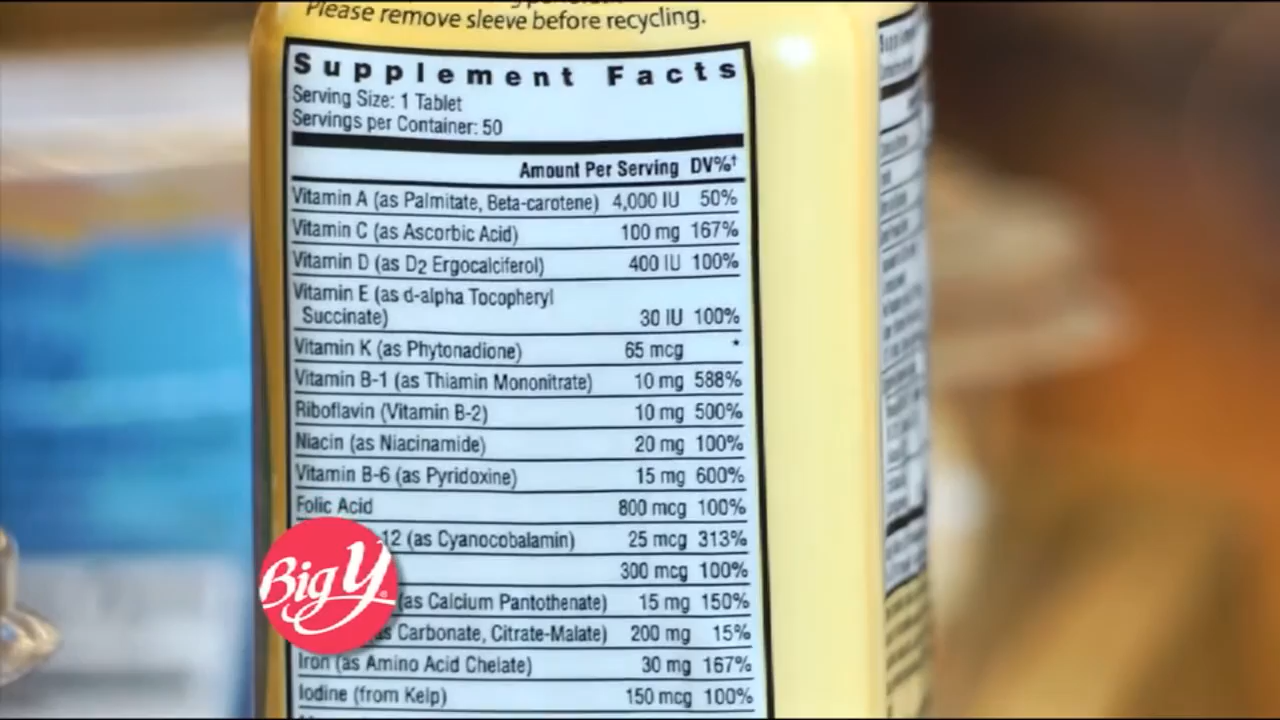 Please remove sleeve before recycling.
Supplement Facts
Serving Size: 1 Tablet
Servings per Container: 50
Amount Per Serving DV%†
Vitamin A (as Palmitate, Beta-carotene) 4,000 IU 50%
Vitamin C (as Ascorbic Acid) 100 mg 167%
Vitamin D (as D2 Ergocalciferol) 400 IU 100%
Vitamin E (as d-alpha Tocopheryl
Succinate) 30 IU 100%
Vitamin K (as Phytonadione) 65 mcg *
Vitamin B-1 (as Thiamin Mononitrate) 10 mg 588%
Riboflavin (Vitamin B-2) 10 mg 500%
Niacin (as Niacinamide) 20 mg 100%
Vitamin B-6 (as Pyridoxine) 15 mg 600%
Folic Acid 800 mcg 100%
12 (as Cyanocobalamin) 25 mcg 313%
300 mcg 100%
(as Calcium Pantothenate) 15 mg 150%
as Carbonate, Citrate-Malate) 200 mg 15%
Iron (as Amino Acid Chelate) 30 mg 167%
Iodine (from Kelp) 150 mcg 100%
Big Y®